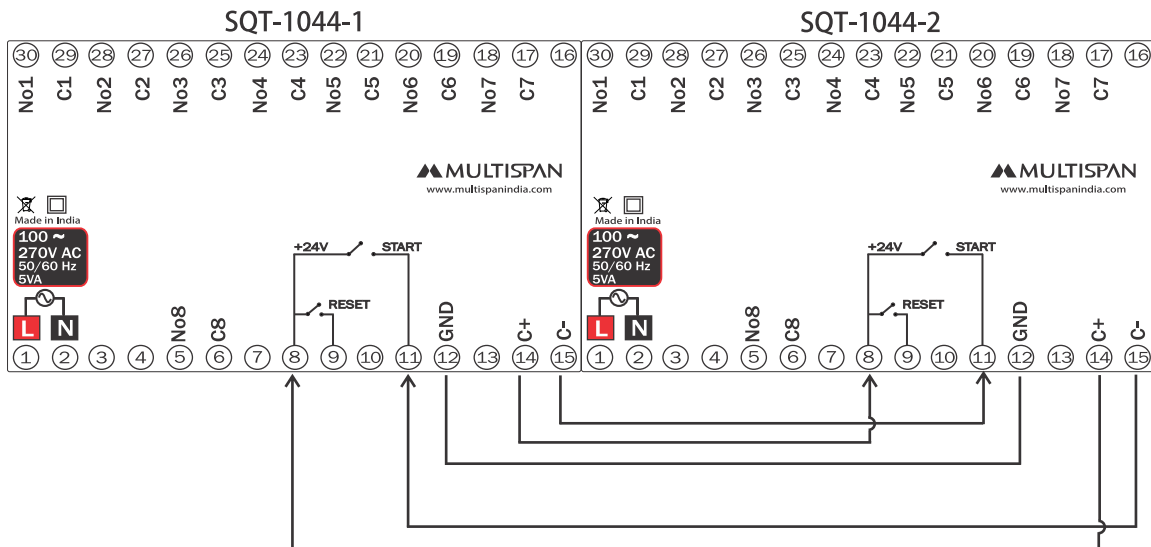 SQT-1044-1
SQT-1044-2
30 29 28 27 26 25 24 23 22 21 20 19 18 17 16
30 29 28 27 26 25 24 23 22 21 20 19 18 17 16
No1 C1 No2 C2 No3 C3 No4 C4 No5 C5 No6 C6 No7 C7
No1 C1 No2 C2 No3 C3 No4 C4 No5 C5 No6 C6 No7 C7
MULTISPAN
www.multispanindia.com
MULTISPAN
www.multispanindia.com
Made in India
100 ~
270V AC
50/60 Hz
5VA
L N
+24V START
RESET
No8 C8 GND C+ C-
1 2 3 4 5 6 7 8 9 10 11 12 13 14 15
Made in India
100 ~
270V AC
50/60 Hz
5VA
L N
+24V START
RESET
No8 C8 GND C+ C-
1 2 3 4 5 6 7 8 9 10 11 12 13 14 15